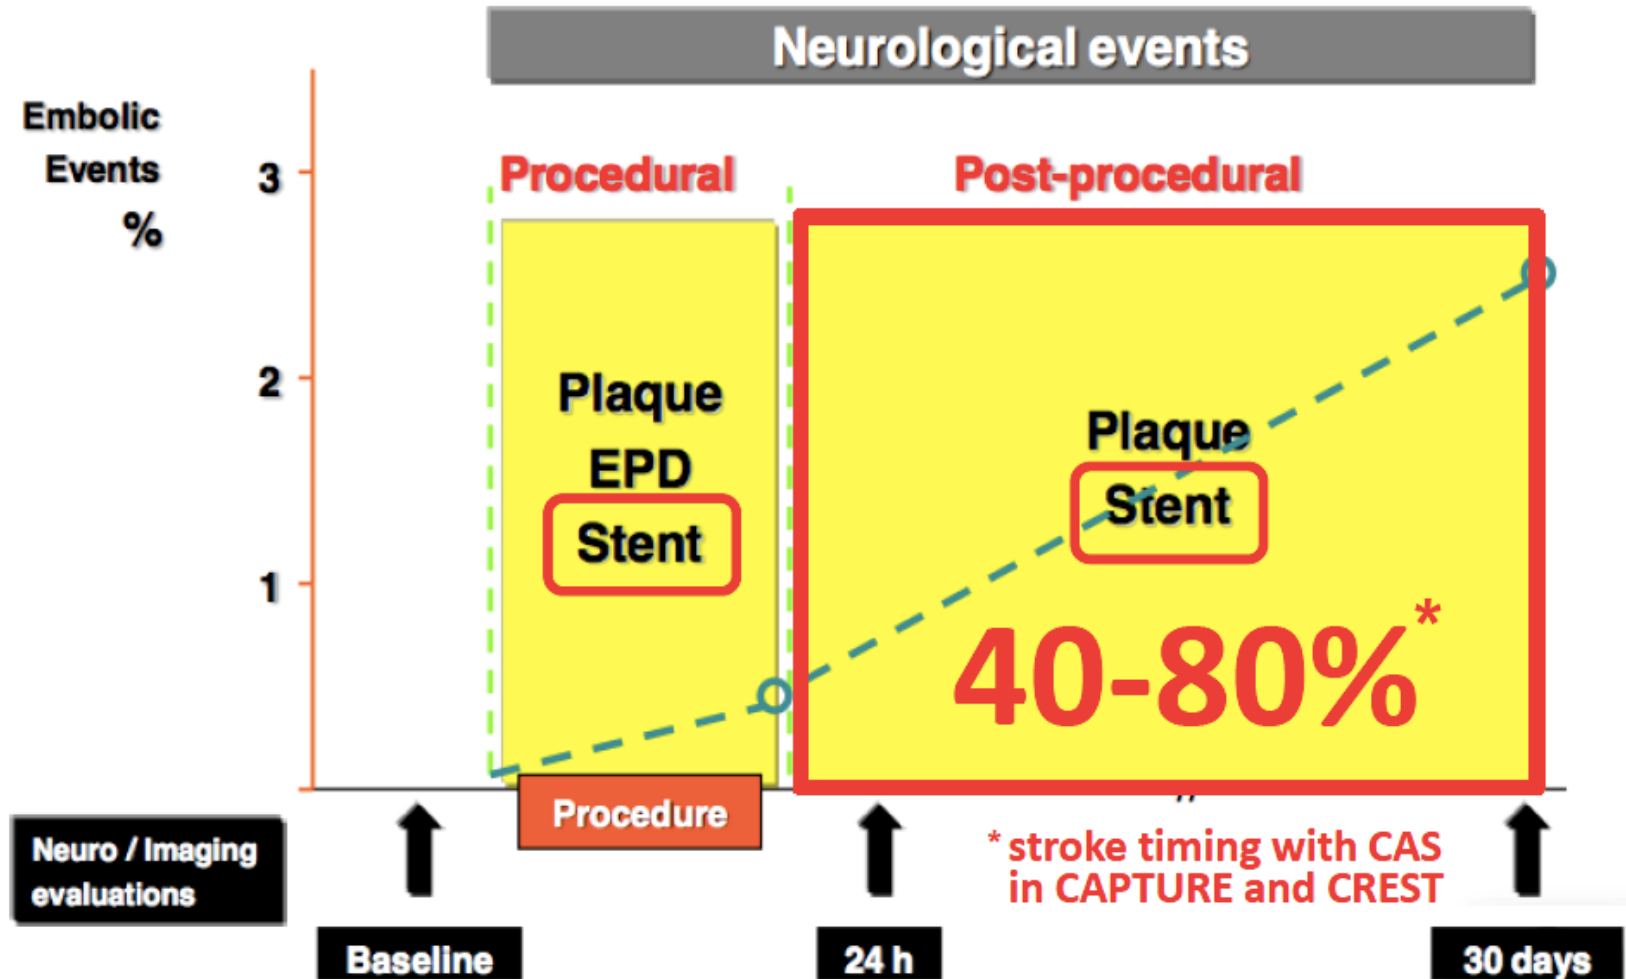 Neurological events
Embolic
Events
%
3
2
1
Procedural
Post-procedural
Plaque
EPD
Stent
Plaque
Stent
40-80%*
Procedure
* stroke timing with CAS
in CAPTURE and CREST
Neuro / Imaging
evaluations
Baseline
24 h
30 days